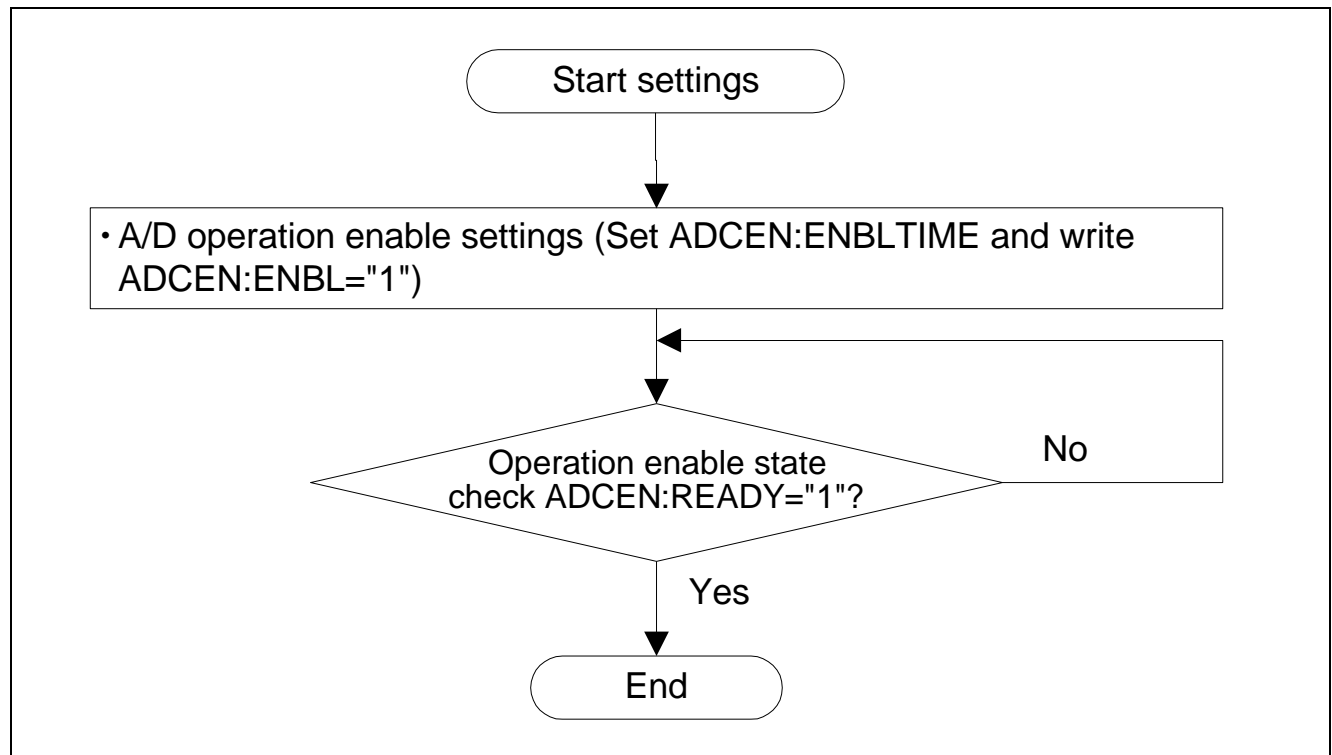 Start settings
・A/D operation enable settings (Set ADCEN:ENBLTIME and write
ADCEN:ENBL="1")
Operation enable state
check ADCEN:READY="1"?
No
Yes
End